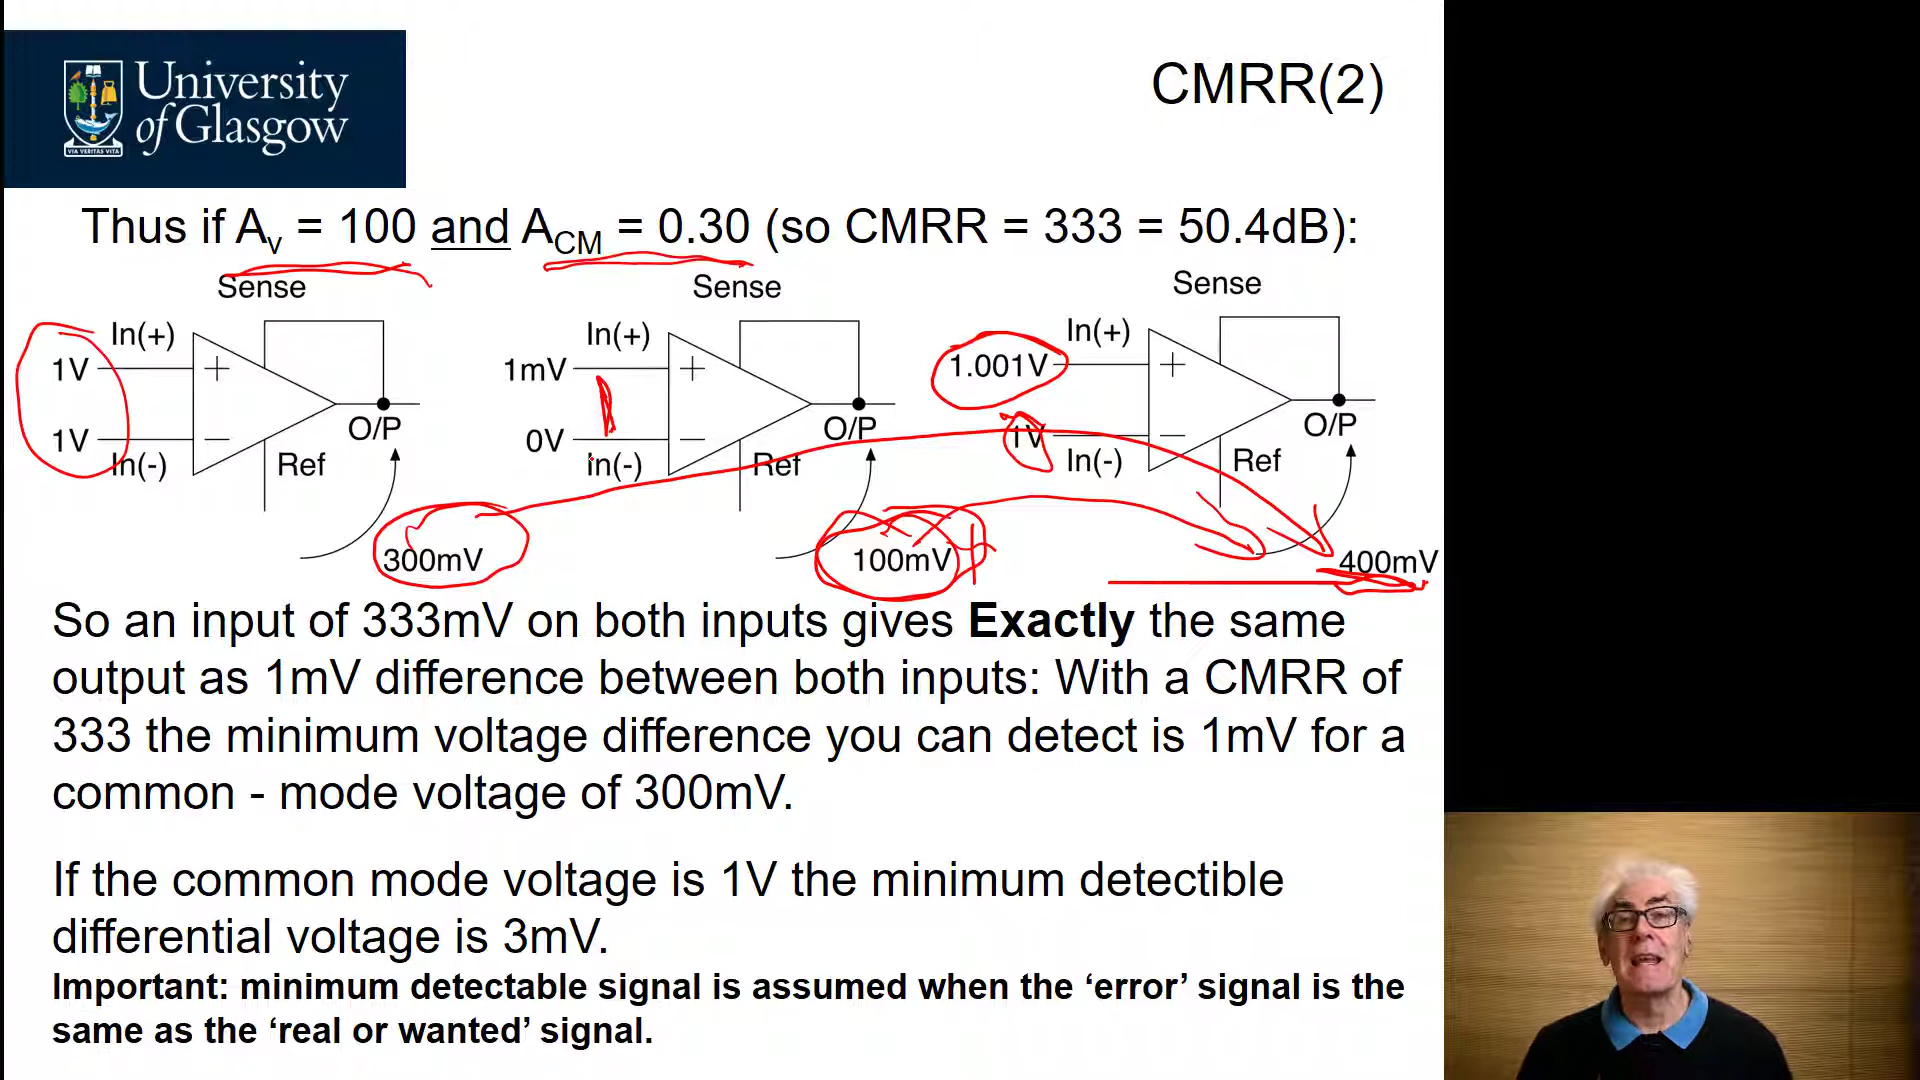 University
of Glasgow
VIA VERITAS VITA
CMRR(2)
Thus if Av = 100 and ACM = 0.30 (so CMRR = 333 = 50.4dB):
Sense
In(+)
1V
+
1V
−
In(-)
O/P
Ref
300mV
Sense
In(+)
1mV
+
0V
−
In(-)
O/P
Ref
100mV
Sense
In(+)
1.001V
+
1V
−
In(-)
O/P
Ref
400mV
So an input of 333mV on both inputs gives Exactly the same
output as 1mV difference between both inputs: With a CMRR of
333 the minimum voltage difference you can detect is 1mV for a
common - mode voltage of 300mV.
If the common mode voltage is 1V the minimum detectible
differential voltage is 3mV.
Important: minimum detectable signal is assumed when the ‘error’ signal is the
same as the ‘real or wanted’ signal.